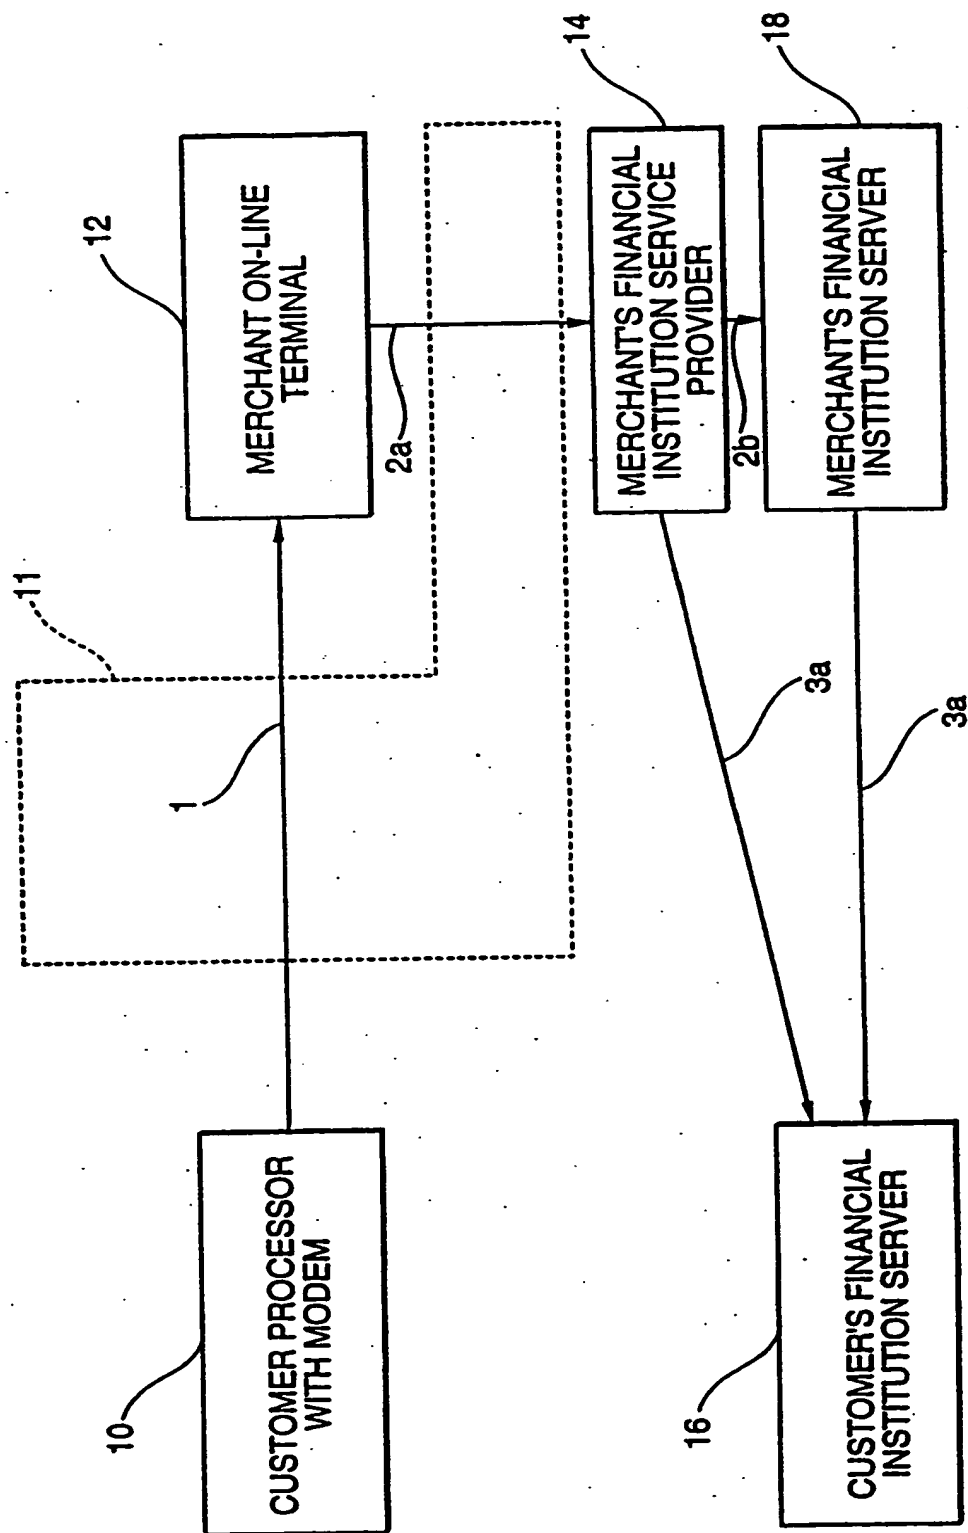 10
CUSTOMER PROCESSOR
WITH MODEM
1
11
12
MERCHANT ON-LINE
TERMINAL
2a
14
MERCHANT'S FINANCIAL
INSTITUTION SERVICE
PROVIDER
2b
18
MERCHANT'S FINANCIAL
INSTITUTION SERVER
3a
3a
16
CUSTOMER'S FINANCIAL
INSTITUTION SERVER